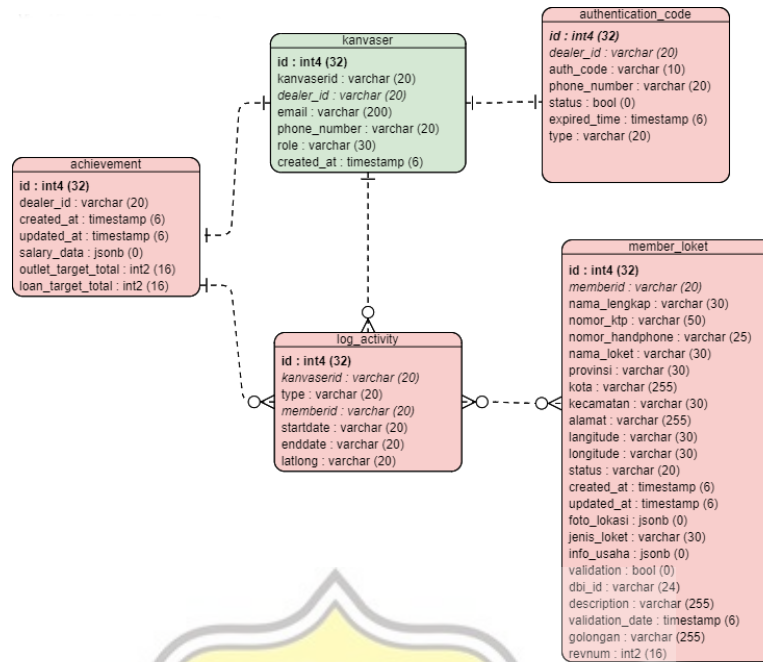 authentication_code
id : int4 (32)
dealer_id : varchar (20)
auth_code : varchar (10)
phone_number : varchar (20)
status : bool (0)
expired_time : timestamp (6)
type : varchar (20)
kanvaser
id : int4 (32)
kanvaserid : varchar (20)
dealer_id : varchar (20)
email : varchar (200)
phone_number : varchar (20)
role : varchar (30)
created_at : timestamp (6)
achievement
id : int4 (32)
dealer_id : varchar (20)
created_at : timestamp (6)
updated_at : timestamp (6)
salary_data : jsonb (0)
outlet_target_total : int2 (16)
loan_target_total : int2 (16)
log_activity
id : int4 (32)
kanvaserid : varchar (20)
type : varchar (20)
memberid : varchar (20)
startdate : varchar (20)
enddate : varchar (20)
latlong : varchar (20)
member_loket
id : int4 (32)
memberid : varchar (20)
nama_lengkap : varchar (30)
nomor_ktp : varchar (50)
nomor_handphone : varchar (25)
nama_loket : varchar (30)
provinsi : varchar (30)
kota : varchar (255)
kecamatan : varchar (30)
alamat : varchar (255)
langitude : varchar (30)
longitude : varchar (30)
status : varchar (20)
created_at : timestamp (6)
updated_at : timestamp (6)
foto_lokasi : jsonb (0)
jenis_loket : varchar (30)
info_usaha : jsonb (0)
validation : bool (0)
dbi_id : varchar (24)
description : varchar (255)
validation_date : timestamp (6)
golongan : varchar (255)
revnum : int2 (16)